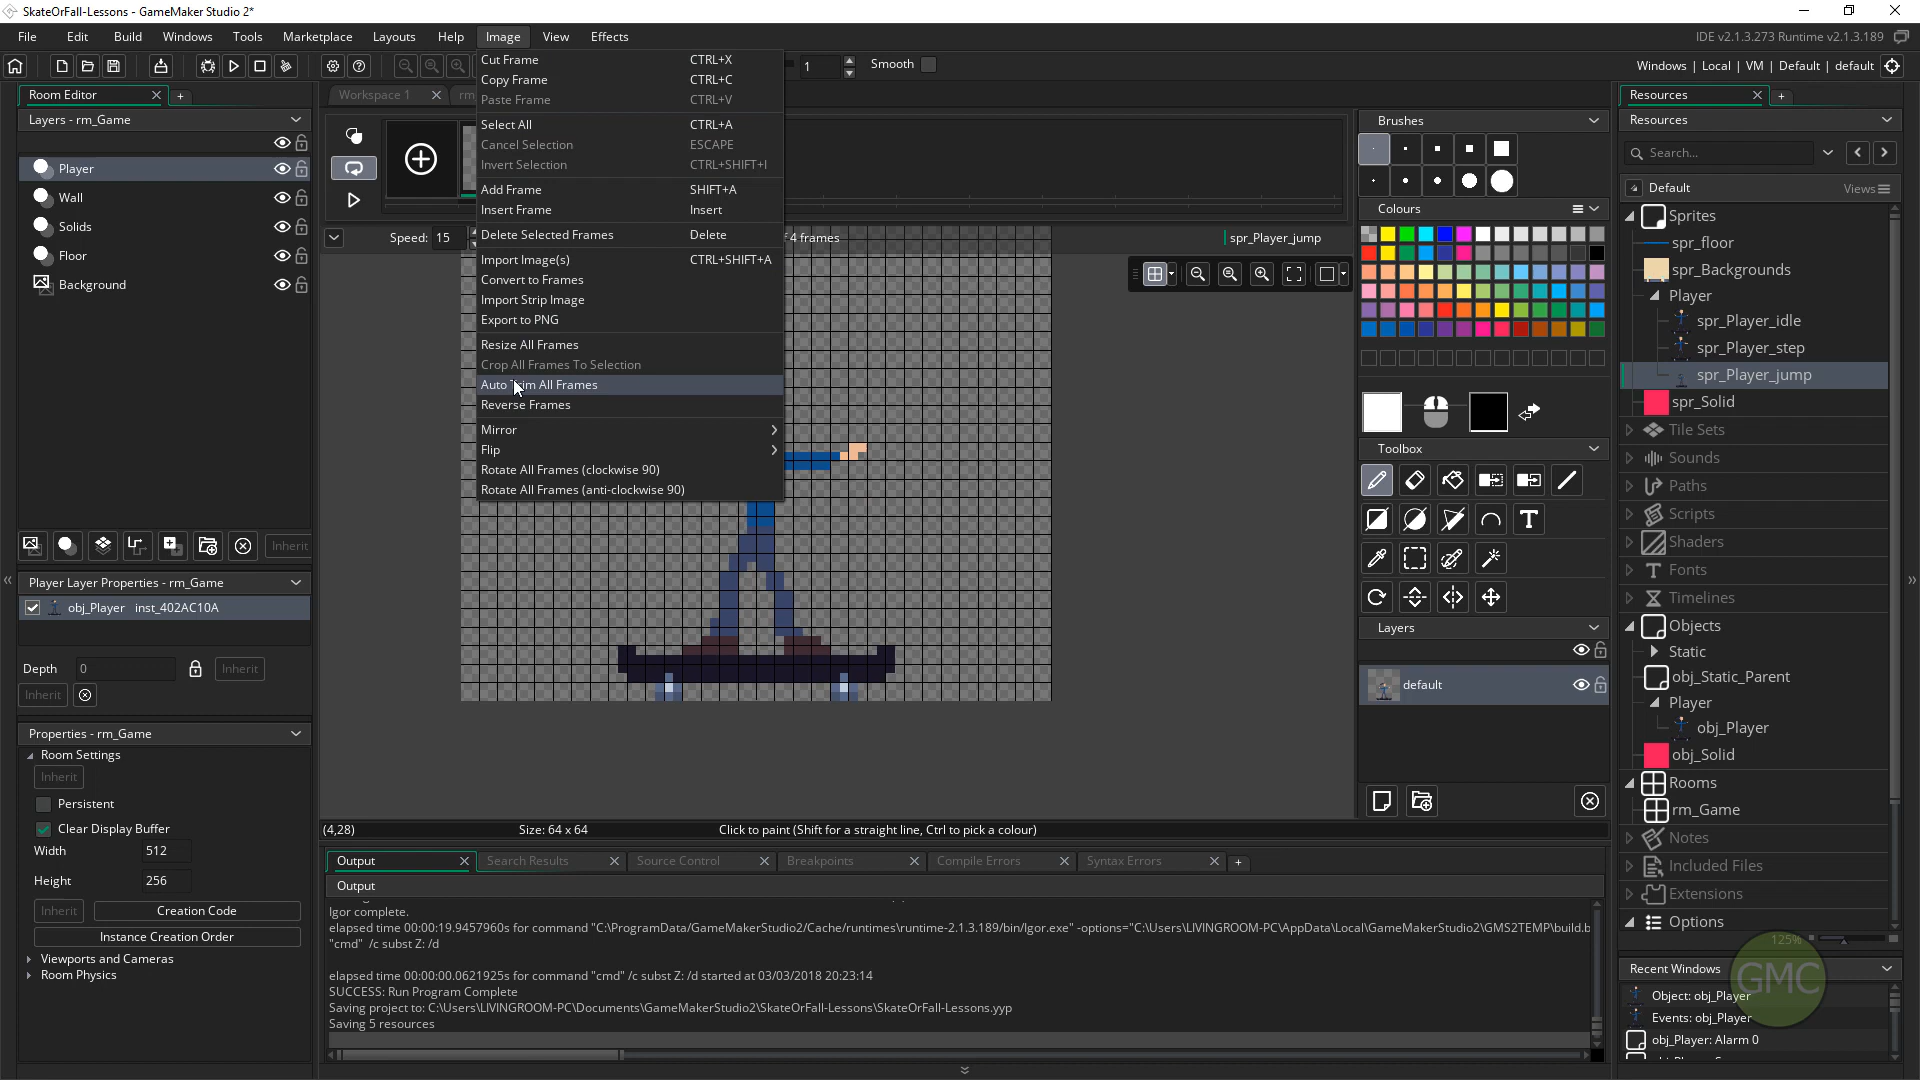 SkateOrFall-Lessons - GameMaker Studio 2*
File Edit Build Windows Tools Marketplace Layouts Help Image View Effects
IDE v2.1.3.273 Runtime v2.1.3.189
1 Smooth
Windows | Local | VM | Default | default
Room Editor
Layers - rm_Game
Player
Wall
Solids
Floor
Background
Inherit
Player Layer Properties - rm_Game
obj_Player inst_402AC10A
Depth 0 Inherit
Inherit
Properties - rm_Game
Room Settings
Inherit
Persistent
Clear Display Buffer
Width 512
Height 256
Inherit Creation Code
Instance Creation Order
Viewports and Cameras
Room Physics
Workspace 1
rm
Cut Frame CTRL+X
Copy Frame CTRL+C
Paste Frame CTRL+V
Select All CTRL+A
Cancel Selection ESCAPE
Invert Selection CTRL+SHIFT+I
Add Frame SHIFT+A
Insert Frame Insert
Delete Selected Frames Delete
Import Image(s) CTRL+SHIFT+A
Convert to Frames
Import Strip Image
Export to PNG
Resize All Frames
Crop All Frames To Selection
Auto Trim All Frames
Reverse Frames
Mirror
Flip
Rotate All Frames (clockwise 90)
Rotate All Frames (anti-clockwise 90)
Speed: 15
f 4 frames
spr_Player_jump
(4,28) Size: 64 x 64 Click to paint (Shift for a straight line, Ctrl to pick a colour)
Brushes
Colours
Toolbox
T
Layers
default
Output Search Results Source Control Breakpoints Compile Errors Syntax Errors
Output
Igor complete.
elapsed time 00:00:19.9457960s for command "C:\ProgramData/GameMakerStudio2/Cache/runtimes\runtime-2.1.3.189/bin/Igor.exe" -options="C:\Users\LIVINGROOM-PC\AppData\Local\GameMakerStudio2\GMS2TEMP\build.b
"cmd" /c subst Z: /d
elapsed time 00:00:00.0621925s for command "cmd" /c subst Z: /d started at 03/03/2018 20:23:14
SUCCESS: Run Program Complete
Saving project to: C:\Users\LIVINGROOM-PC\Documents\GameMakerStudio2\SkateOrFall-Lessons\SkateOrFall-Lessons.yyp
Saving 5 resources
Resources
Resources
Search...
Default Views
Sprites
spr_floor
spr_Backgrounds
Player
spr_Player_idle
spr_Player_step
spr_Player_jump
spr_Solid
Tile Sets
Sounds
Paths
Scripts
Shaders
Fonts
Timelines
Objects
Static
obj_Static_Parent
Player
obj_Player
obj_Solid
Rooms
rm_Game
Notes
Included Files
Extensions
Options
125%
Recent Windows
GMC
Object: obj_Player
Events: obj_Player
obj_Player: Alarm 0